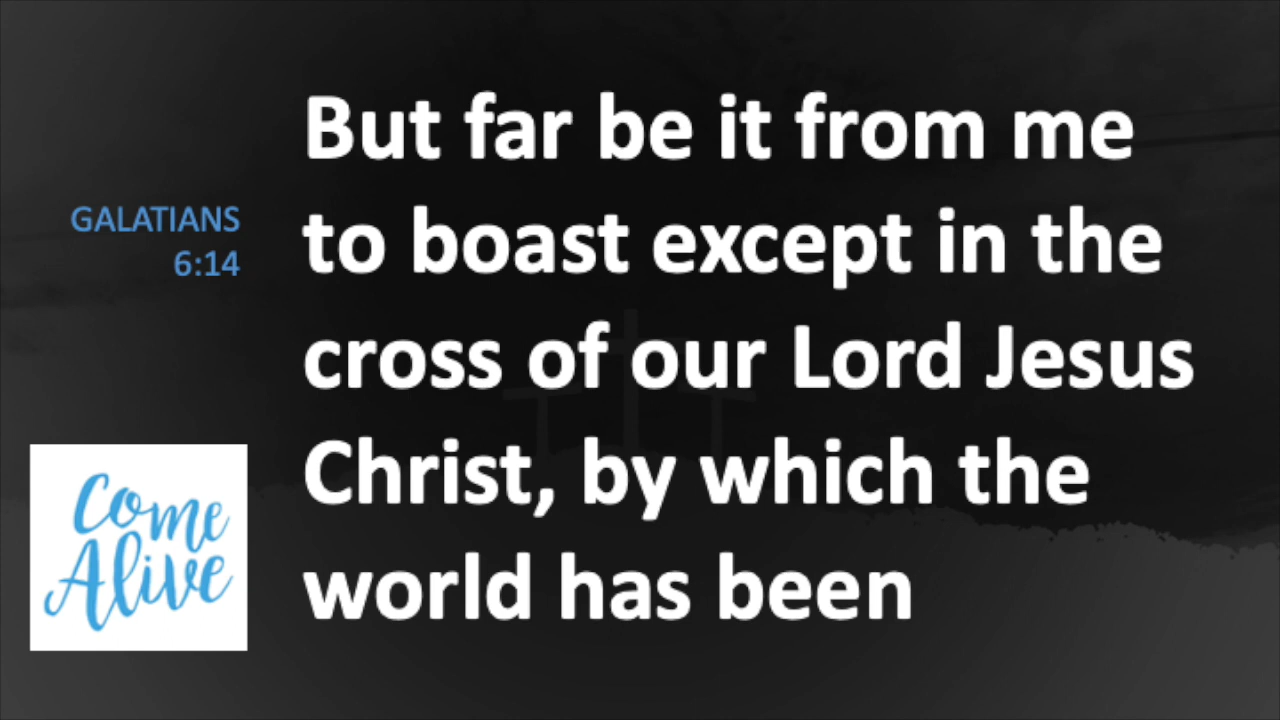 GALATIANS
6:14
But far be it from me
to boast except in the
cross of our Lord Jesus
Christ, by which the
world has been
Come
Alive